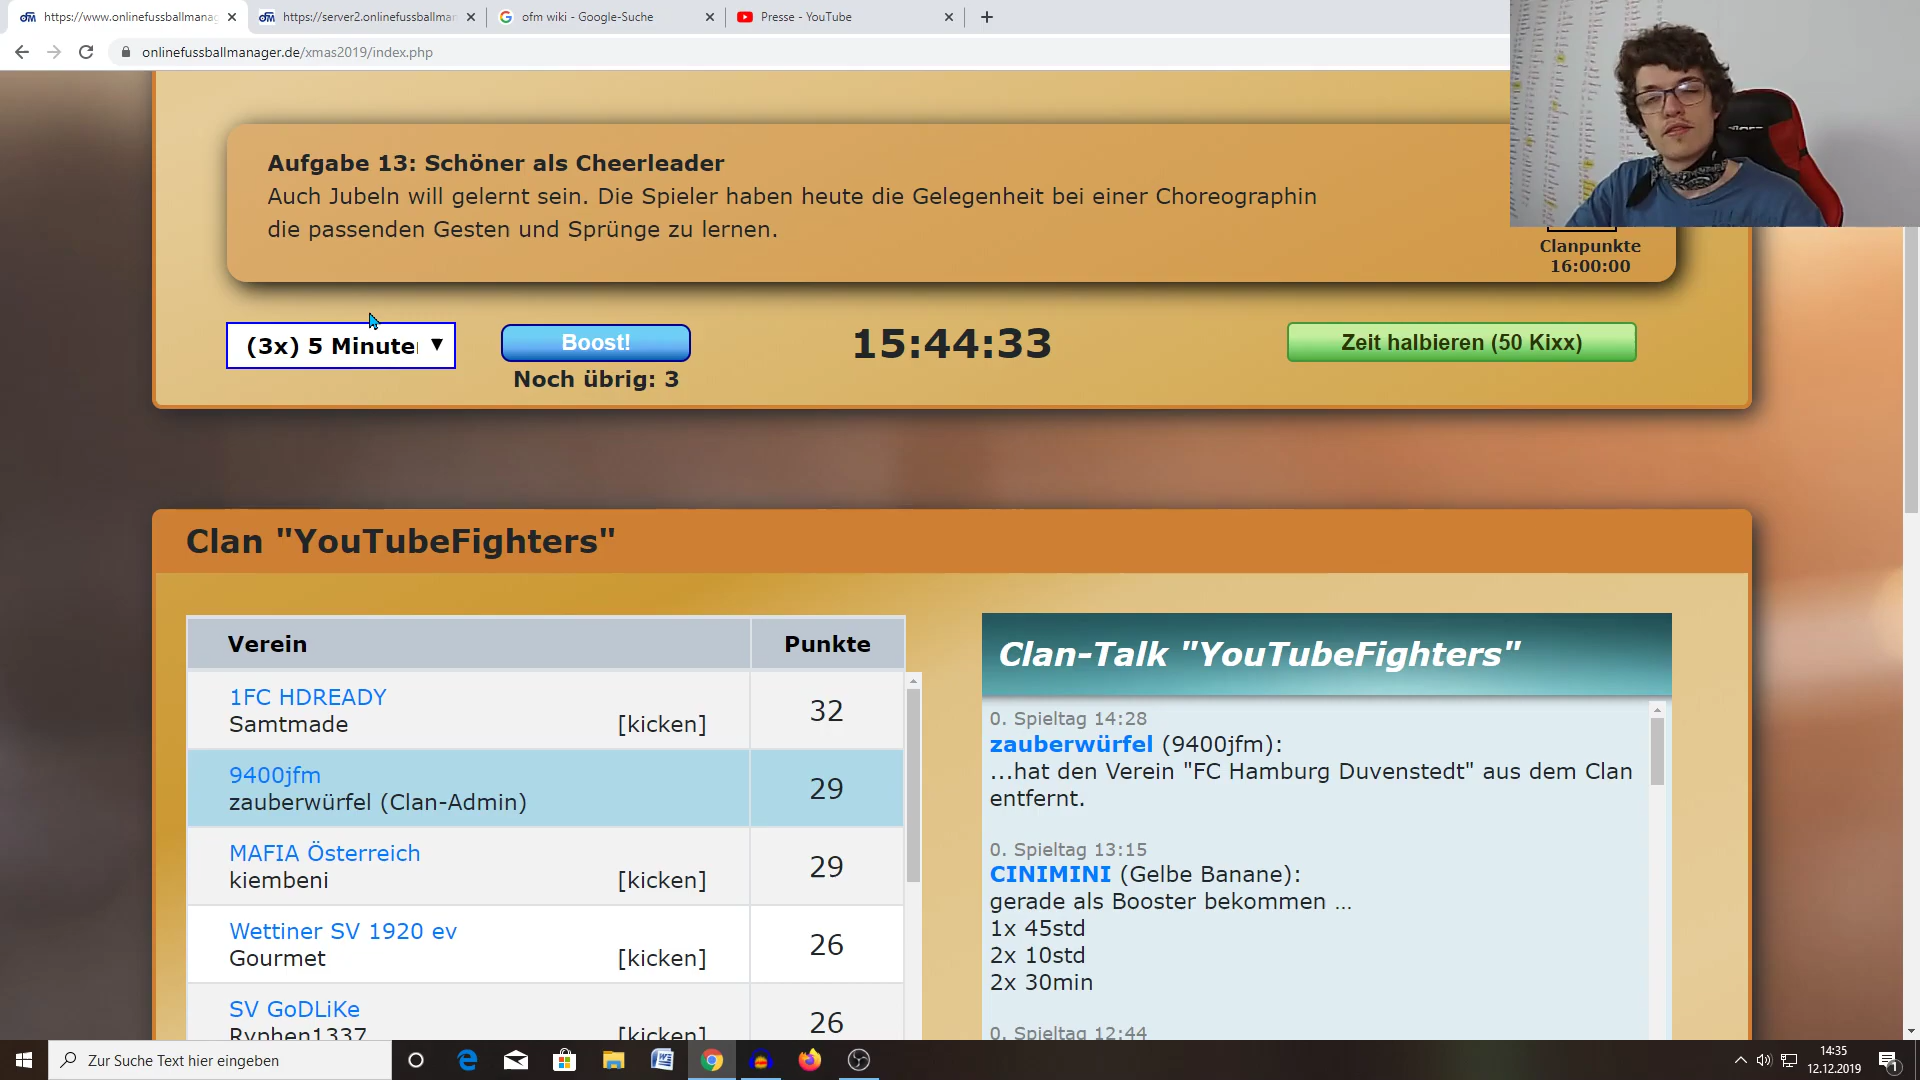 https://www.onlinefussballmanag
https://server2.onlinefussballman
ofm wiki - Google-Suche
Presse - YouTube
onlinefussballmanager.de/xmas2019/index.php
Aufgabe 13: Schöner als Cheerleader
Auch Jubeln will gelernt sein. Die Spieler haben heute die Gelegenheit bei einer Choreographin
die passenden Gesten und Sprünge zu lernen.
Clanpunkte
16:00:00
(3x) 5 Minuten
Boost!
Noch übrig: 3
15:44:33
Zeit halbieren (50 Kixx)
Clan "YouTubeFighters"
Verein Punkte
1FC HDREADY
Samtmade [kicken] 32
9400jfm
zauberwürfel (Clan-Admin) 29
MAFIA Österreich
kiembeni [kicken] 29
Wettiner SV 1920 ev
Gourmet [kicken] 26
SV GoDLiKe
Ryphen1337 [kicken] 26
Clan-Talk "YouTubeFighters"
0. Spieltag 14:28
zauberwürfel (9400jfm):
...hat den Verein "FC Hamburg Duvenstedt" aus dem Clan
entfernt.
0. Spieltag 13:15
CINIMINI (Gelbe Banane):
gerade als Booster bekommen ...
1x 45std
2x 10std
2x 30min
0. Spieltag 12:44
Zur Suche Text hier eingeben
14:35
12.12.2019
1